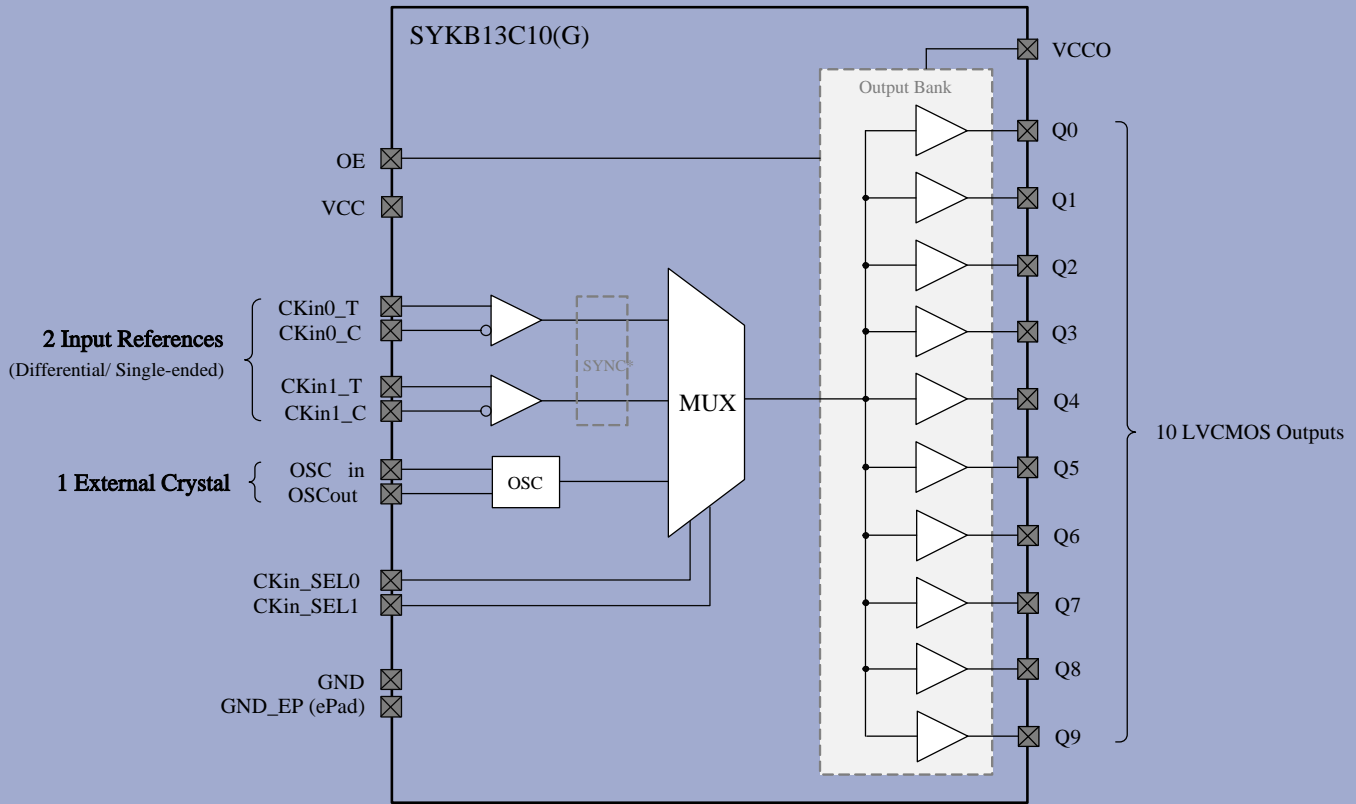 SYKB13C10(G)
VCCO
Output Bank
OE
VCC
CKin0_T
CKin0_C
2 Input References
(Differential/ Single-ended)
CKin1_T
CKin1_C
SYNC*
MUX
OSC in
OSCout
1 External Crystal
OSC
CKin_SEL0
CKin_SEL1
GND
GND_EP (ePad)
Q0
Q1
Q2
Q3
Q4
Q5
Q6
Q7
Q8
Q9
10 LVCMOS Outputs